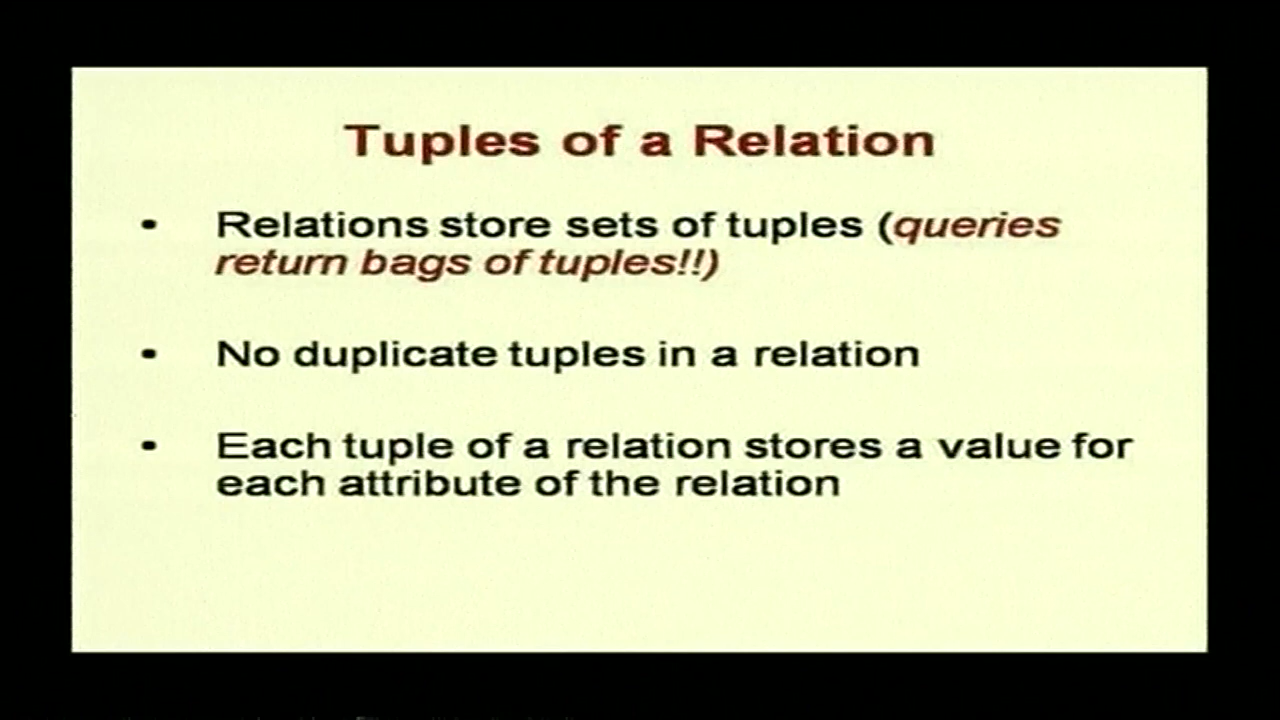 Tuples of a Relation
• Relations store sets of tuples (queries
return bags of tuples!!)
• No duplicate tuples in a relation
• Each tuple of a relation stores a value for
each attribute of the relation